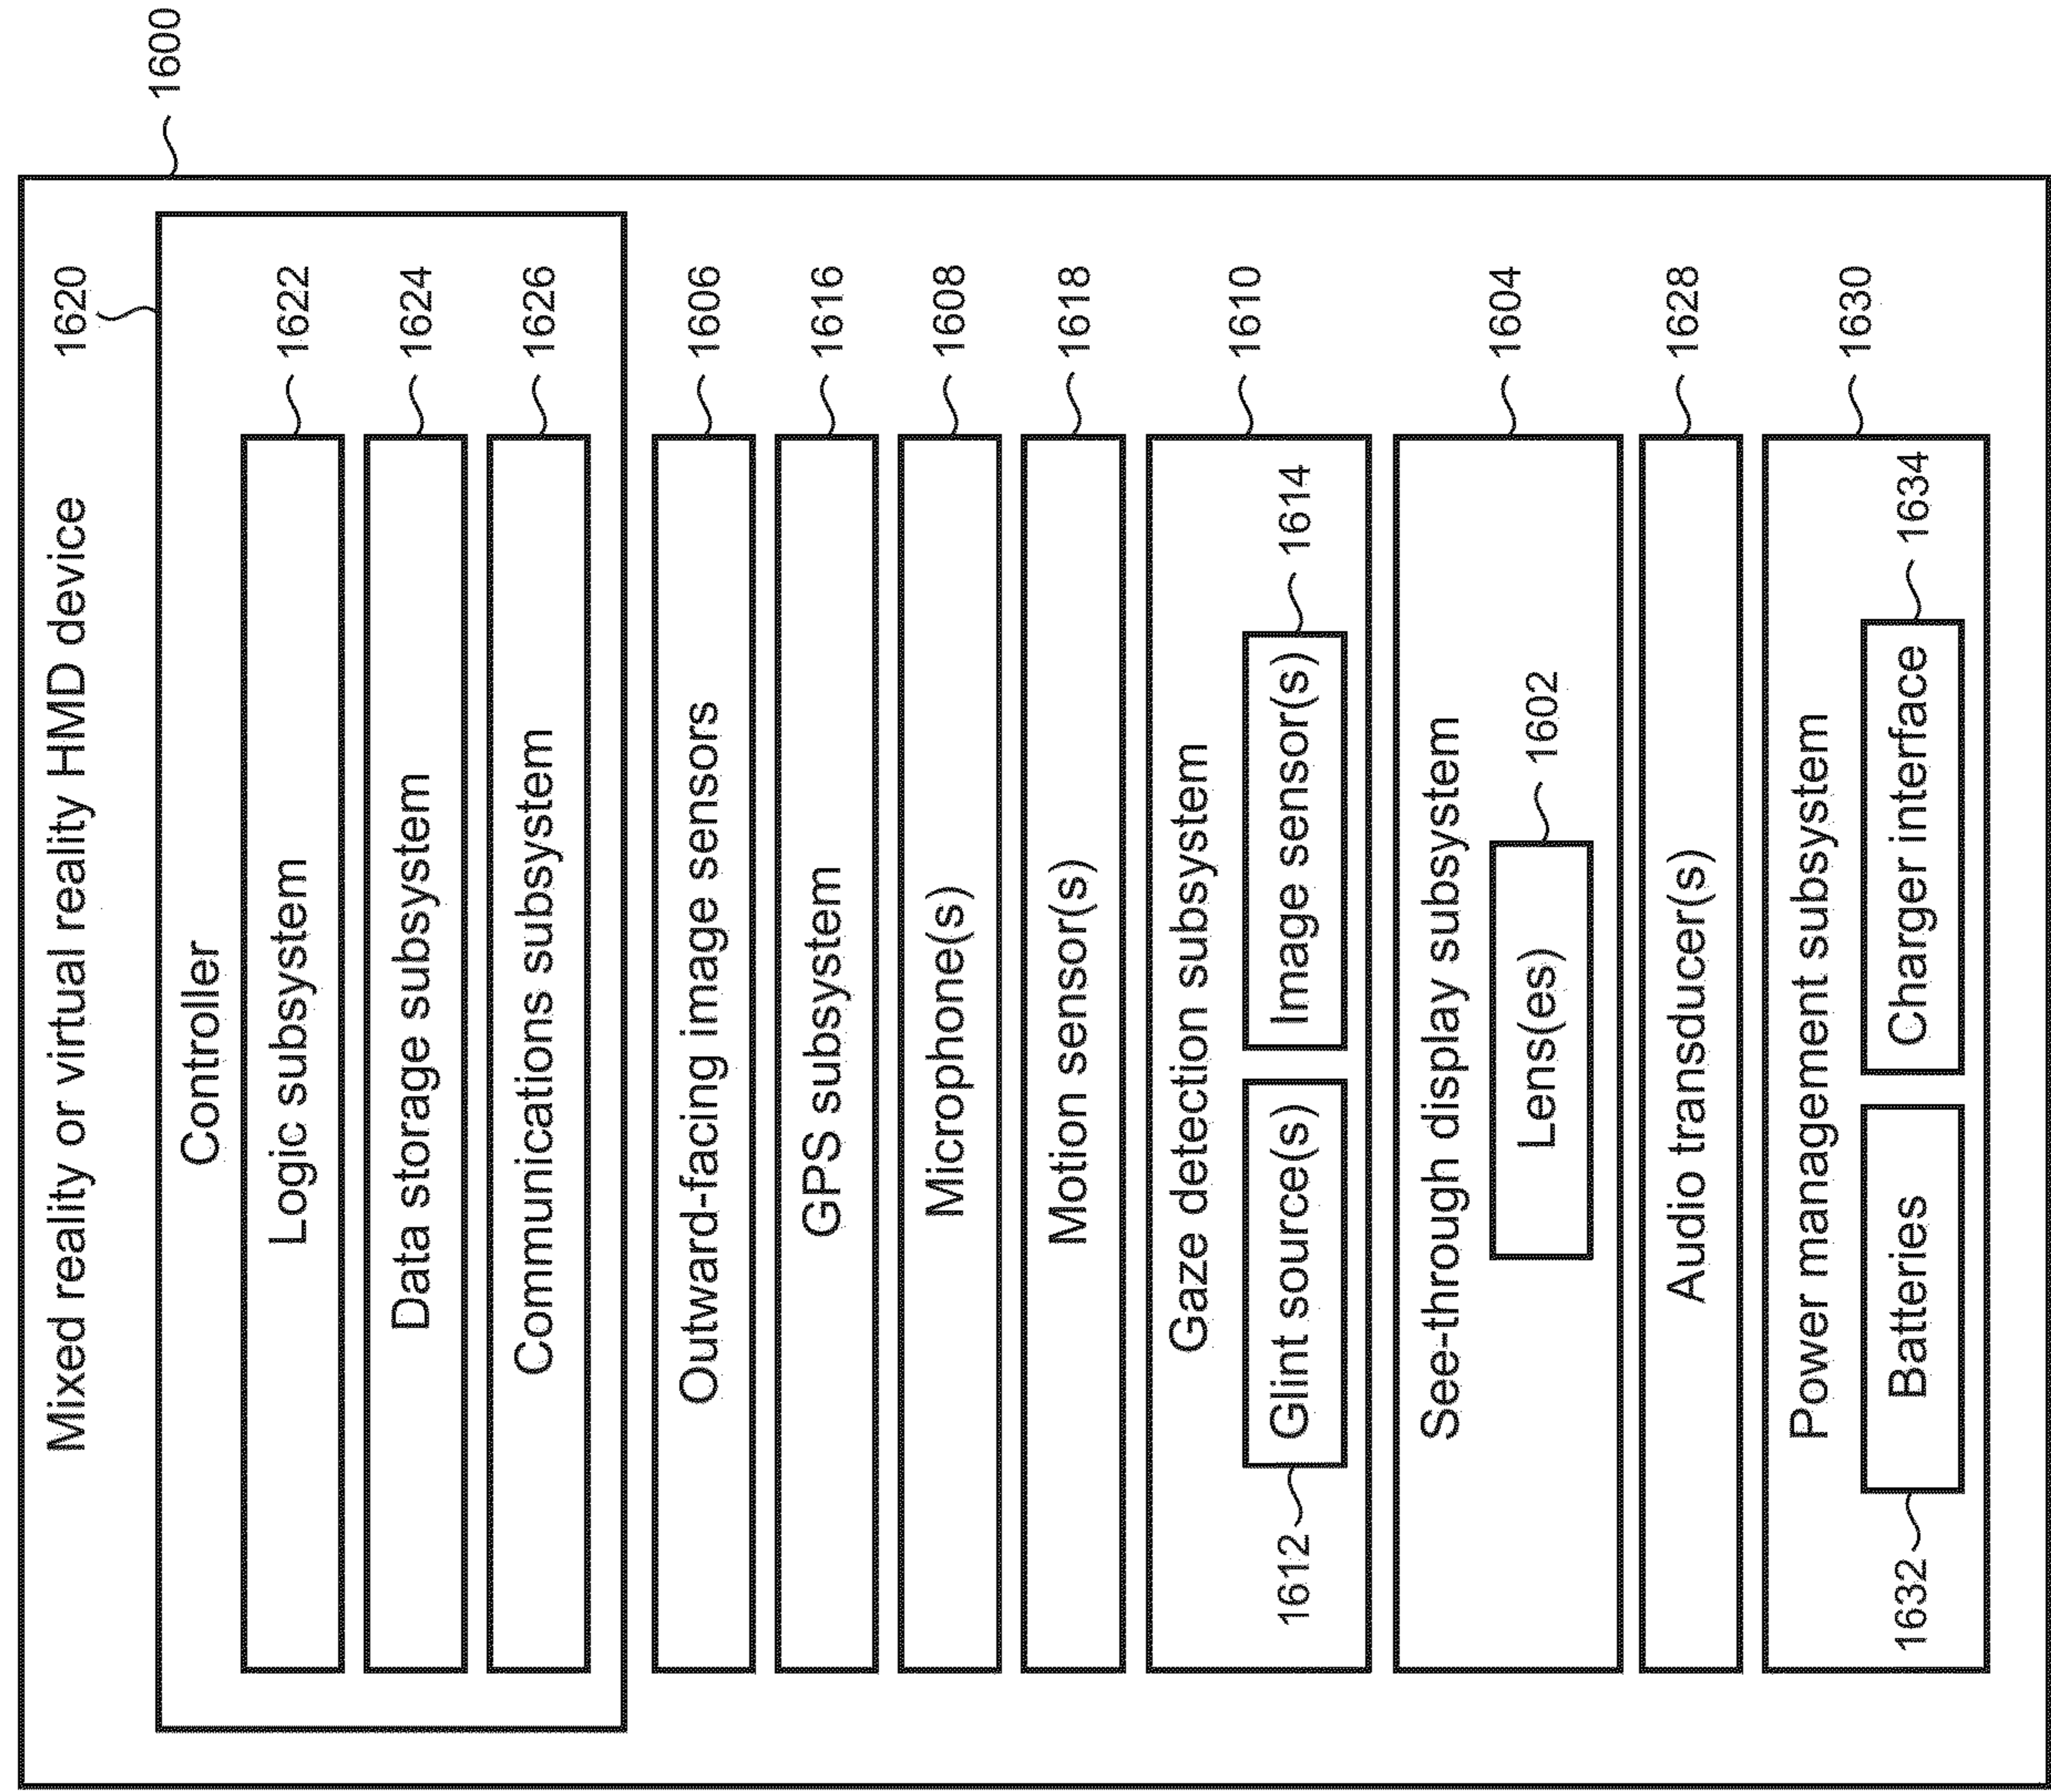 1600
Mixed reality or virtual reality HMD device
1620
Controller
Logic subsystem
1622
Data storage subsystem
1624
Communications subsystem
1626
Outward-facing image sensors
1606
GPS subsystem
1616
Microphone(s)
1608
Motion sensor(s)
1618
Gaze detection subsystem
1610
1612
Glint source(s)
Image sensor(s)
1614
See-through display subsystem
1604
Lens(es)
1602
Audio transducer(s)
1628
Power management subsystem
1630
1632
Batteries
Charger interface
1634